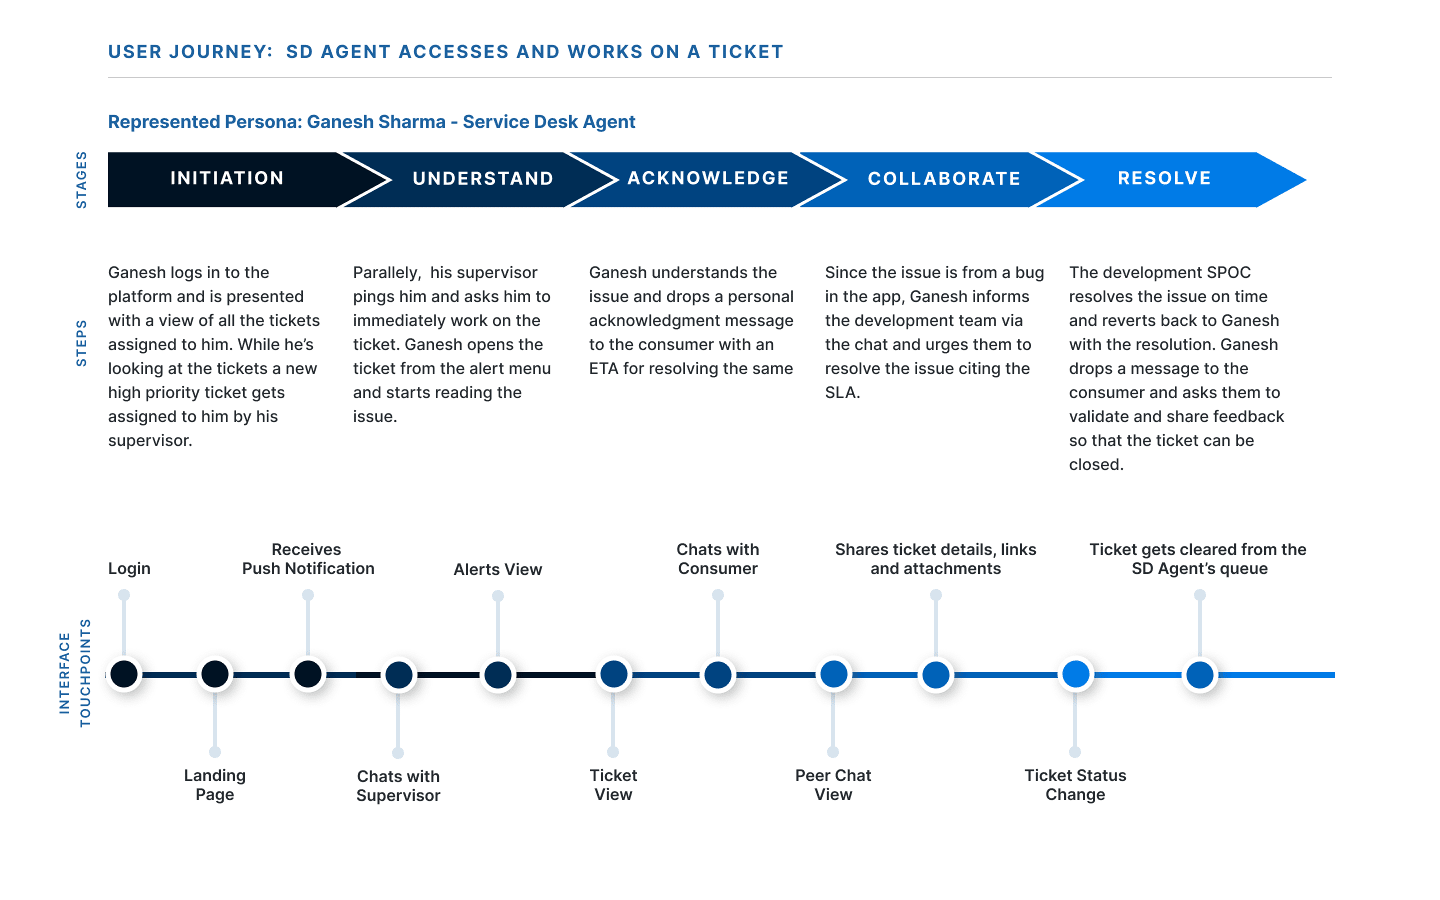 USER JOURNEY:  SD AGENT ACCESSES AND WORKS ON A TICKET
Represented Persona: Ganesh Sharma - Service Desk Agent
STAGES
INITIATION
UNDERSTAND
ACKNOWLEDGE
COLLABORATE
RESOLVE
STEPS
Ganesh logs in to the
platform and is presented
with a view of all the tickets
assigned to him. While he’s
looking at the tickets a new
high priority ticket gets
assigned to him by his
supervisor.
Parallely,  his supervisor
pings him and asks him to
immediately work on the
ticket. Ganesh opens the
ticket from the alert menu
and starts reading the
issue.
Ganesh understands the
issue and drops a personal
acknowledgment message
to the consumer with an
ETA for resolving the same
Since the issue is from a bug
in the app, Ganesh informs
the development team via
the chat and urges them to
resolve the issue citing the
SLA.
The development SPOC
resolves the issue on time
and reverts back to Ganesh
with the resolution. Ganesh
drops a message to the
consumer and asks them to
validate and share feedback
so that the ticket can be
closed.
INTERFACE
TOUCHPOINTS
Login
Receives
Push Notification
Alerts View
Chats with
Consumer
Shares ticket details, links
and attachments
Ticket gets cleared from the
SD Agent’s queue
Landing
Page
Chats with
Supervisor
Ticket
View
Peer Chat
View
Ticket Status
Change